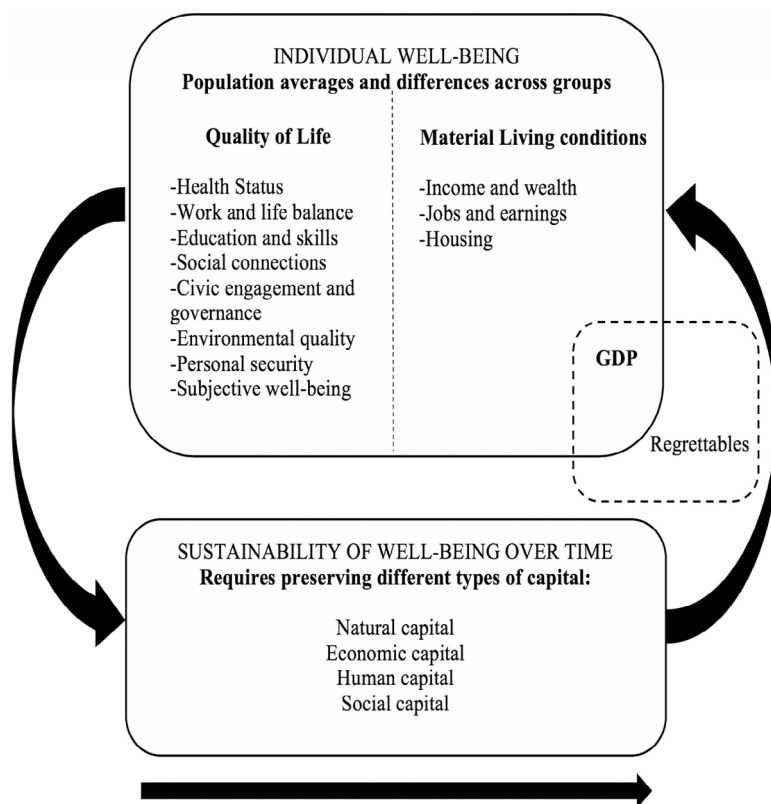 INDIVIDUAL WELL-BEING
Population averages and differences across groups
Quality of Life
-Health Status
-Work and life balance
-Education and skills
-Social connections
-Civic engagement and
governance
-Environmental quality
-Personal security
-Subjective well-being
Material Living conditions
-Income and wealth
-Jobs and earnings
-Housing
GDP
Regrettables
SUSTAINABILITY OF WELL-BEING OVER TIME
Requires preserving different types of capital:
Natural capital
Economic capital
Human capital
Social capital